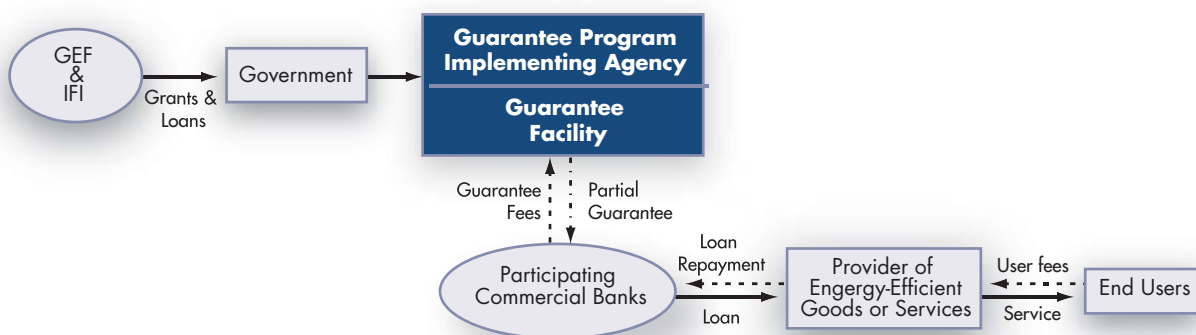 GEF
&
IFI
Grants &
Loans
Government
Guarantee Program
Implementing Agency
Guarantee
Facility
Guarantee
Fees
Partial
Guarantee
Participating
Commercial Banks
Loan
Repayment
Loan
Provider of
Engergy-Efficient
Goods or Services
User fees
Service
End Users